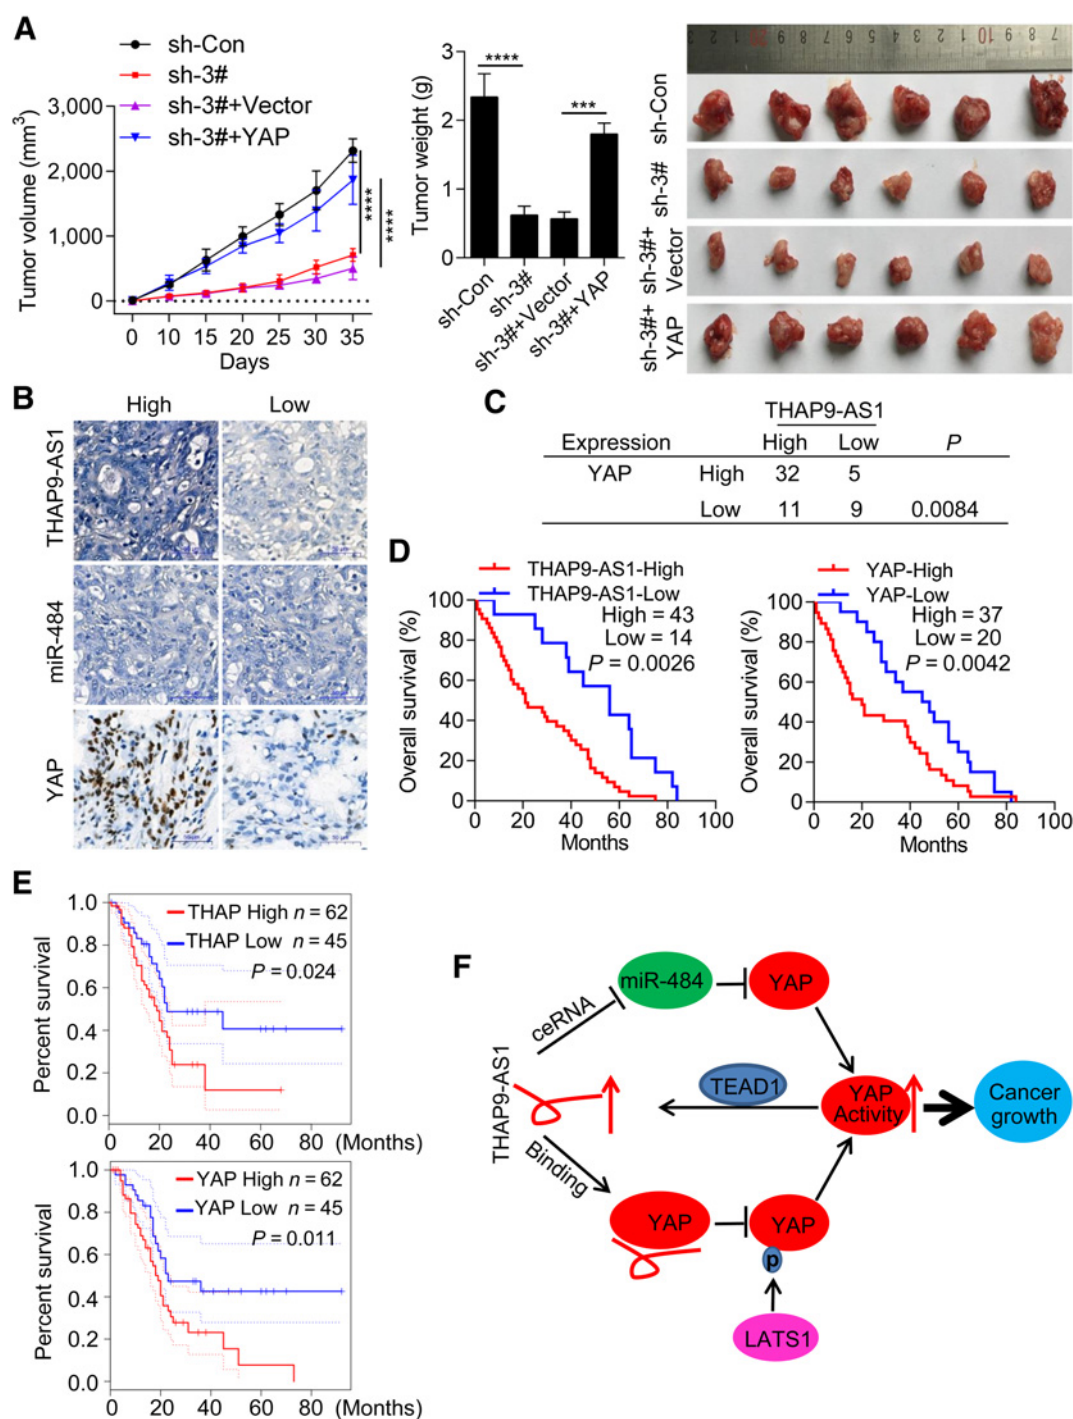 A
sh-Con
sh-3#
sh-3#+Vector
sh-3#+YAP
Tumor volume (mm3)
3,000
2,000
1,000
0
0 5 10 15 20 25 30 35
Days
****
****
Tumor weight (g)
3
2
1
0
****
***
sh-Con
sh-3#
sh-3#+Vector
sh-3#+YAP
sh-Con
sh-3#
sh-3#+
Vector
sh-3#+
YAP
B
High Low
THAP9-AS1
miR-484
YAP
C
THAP9-AS1
Expression High Low P
YAP High 32 5
Low 11 9 0.0084
D
THAP9-AS1-High
THAP9-AS1-Low
High = 43
Low = 14
P = 0.0026
Overall survival (%)
100
80
60
40
20
0
0 20 40 60 80 100
Months
YAP-High
YAP-Low
High = 37
Low = 20
P = 0.0042
Overall survival (%)
100
80
60
40
20
0
0 20 40 60 80 100
Months
E
THAP High n = 62
THAP Low n = 45
P = 0.024
Percent survival
1.0
0.8
0.6
0.4
0.2
0.0
0 20 40 60 80 (Months)
YAP High n = 62
YAP Low n = 45
P = 0.011
Percent survival
1.0
0.8
0.6
0.4
0.2
0.0
0 20 40 60 80 (Months)
F
miR-484
YAP
ceRNA
THAP9-AS1
TEAD1
YAP
Activity
Cancer
growth
Binding
YAP
YAP
p
LATS1